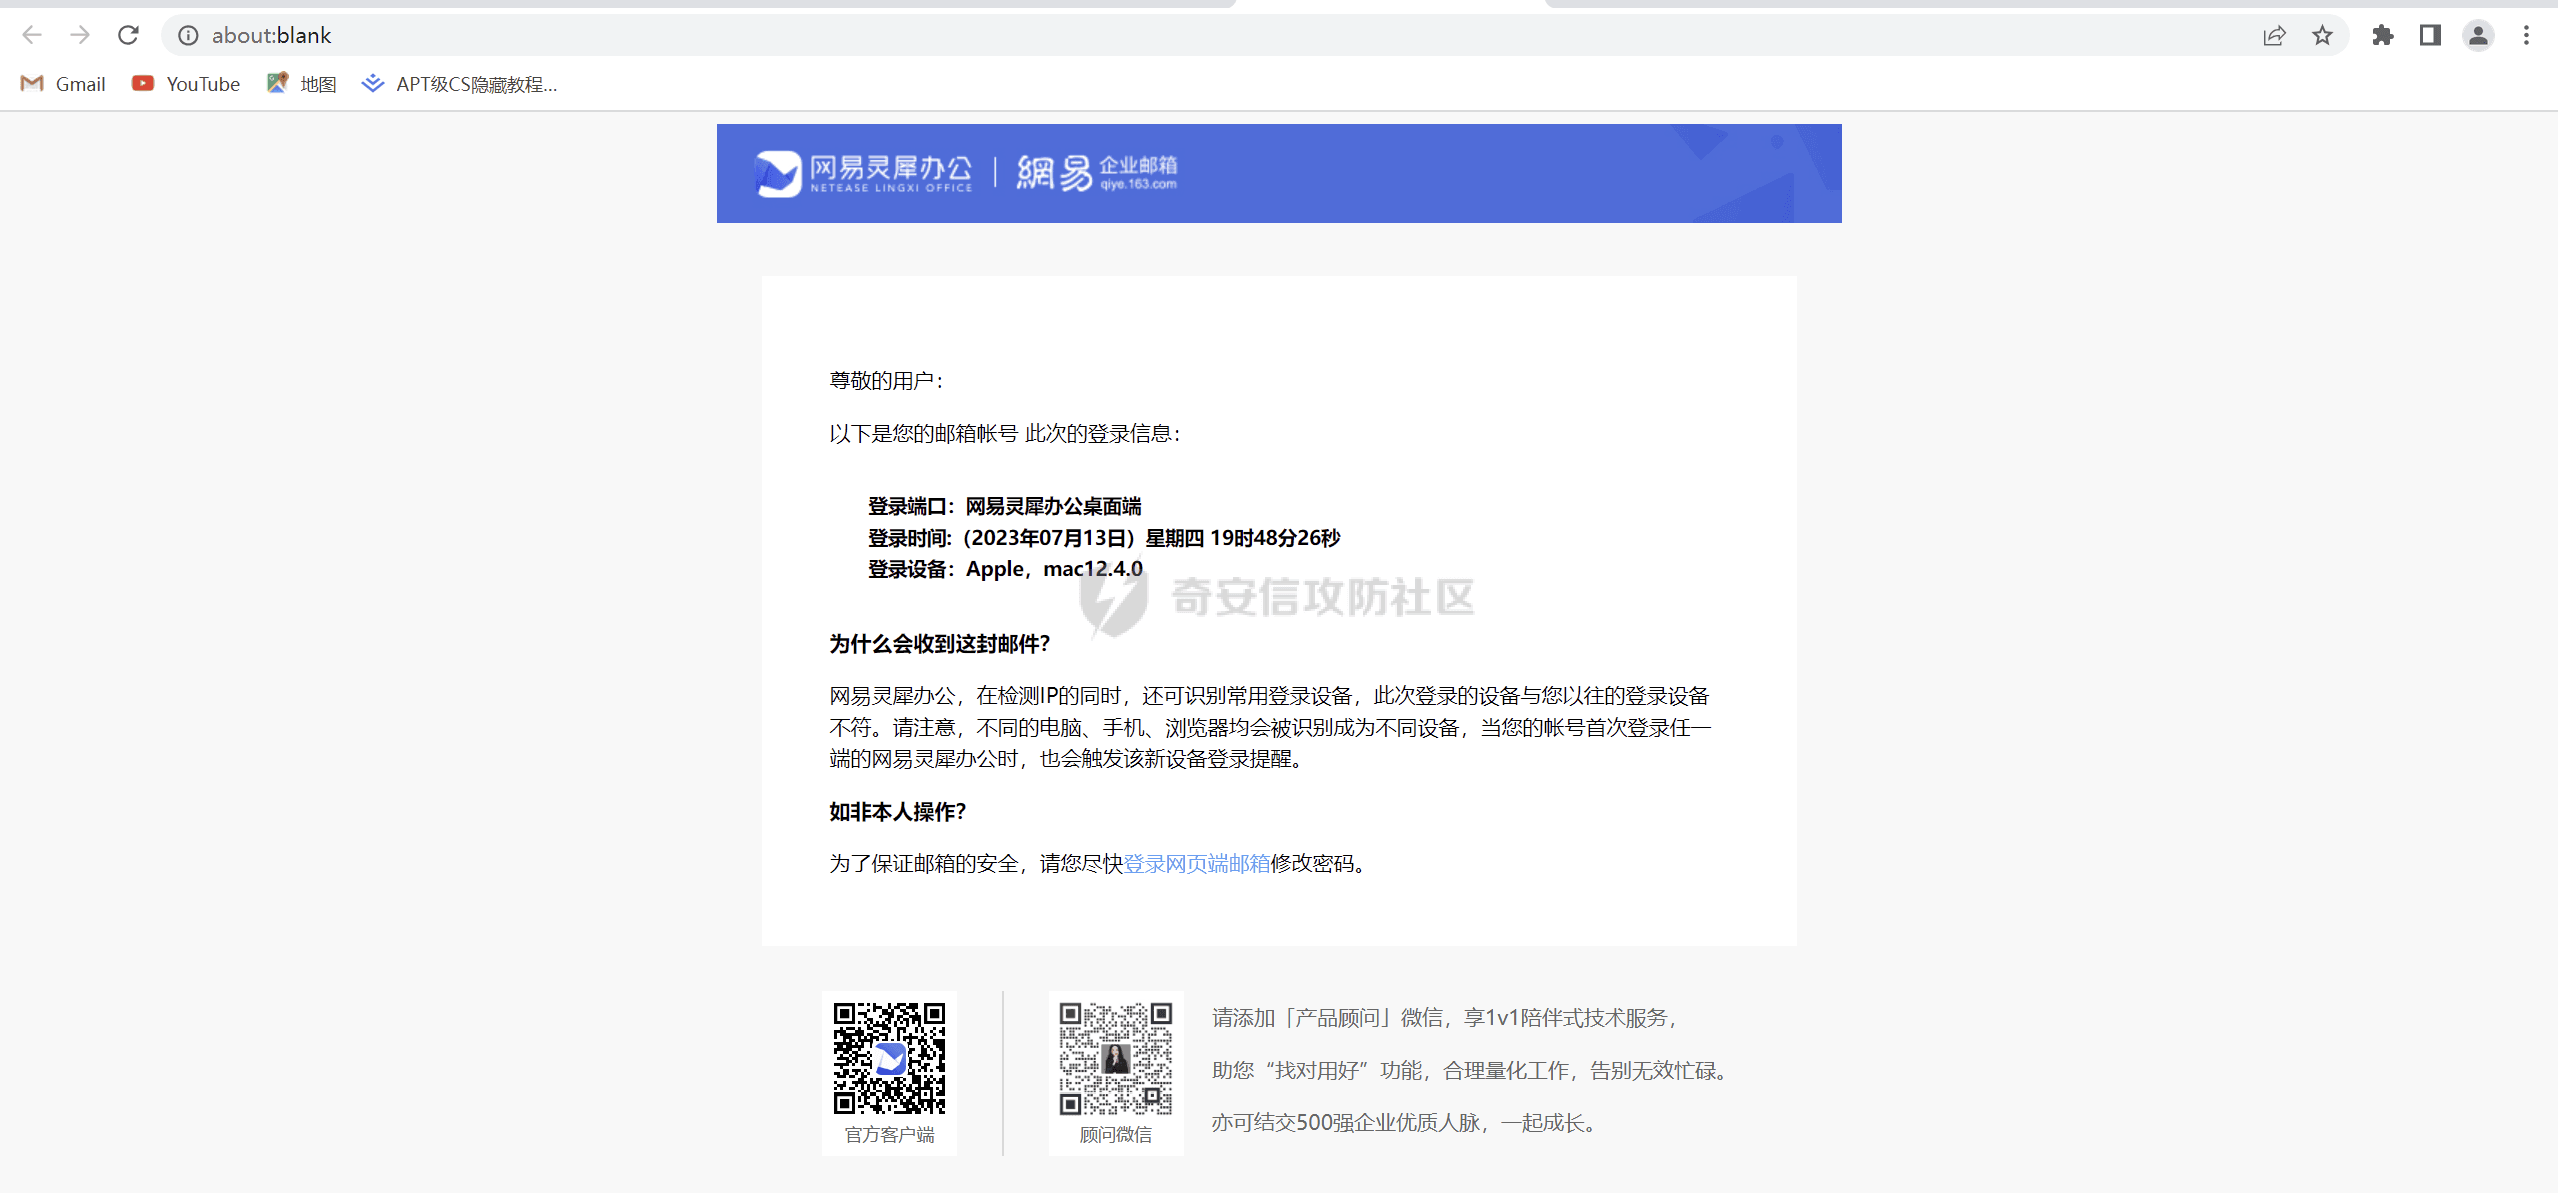 about:blank
Gmail
YouTube
地图
APT级CS隐藏教程...
网易灵犀办公
NETEASE LINGXI OFFICE
網易
企业邮箱
qiye.163.com
尊敬的用户：
以下是您的邮箱帐号 此次的登录信息：
登录端口：网易灵犀办公桌面端
登录时间:（2023年07月13日）星期四 19时48分26秒
登录设备：Apple，mac12.4.0
奇安信攻防社区
为什么会收到这封邮件？
网易灵犀办公，在检测IP的同时，还可识别常用登录设备，此次登录的设备与您以往的登录设备
不符。请注意，不同的电脑、手机、浏览器均会被识别成为不同设备，当您的帐号首次登录任一
端的网易灵犀办公时，也会触发该新设备登录提醒。
如非本人操作？
为了保证邮箱的安全，请您尽快登录网页端邮箱修改密码。
请添加「产品顾问」微信，享1v1陪伴式技术服务，
助您“找对用好”功能，合理量化工作，告别无效忙碌。
亦可结交500强企业优质人脉，一起成长。
官方客户端
顾问微信